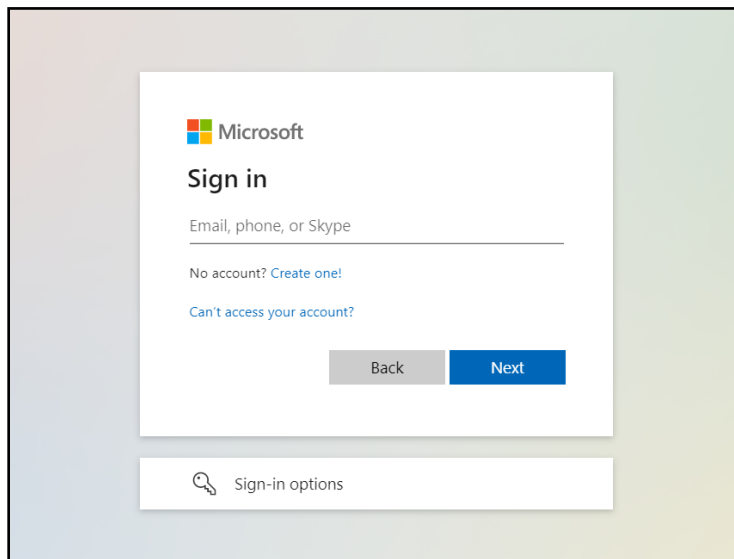 Microsoft
Sign in
Email, phone, or Skype
No account? Create one!
Can't access your account?
Back Next
Sign-in options